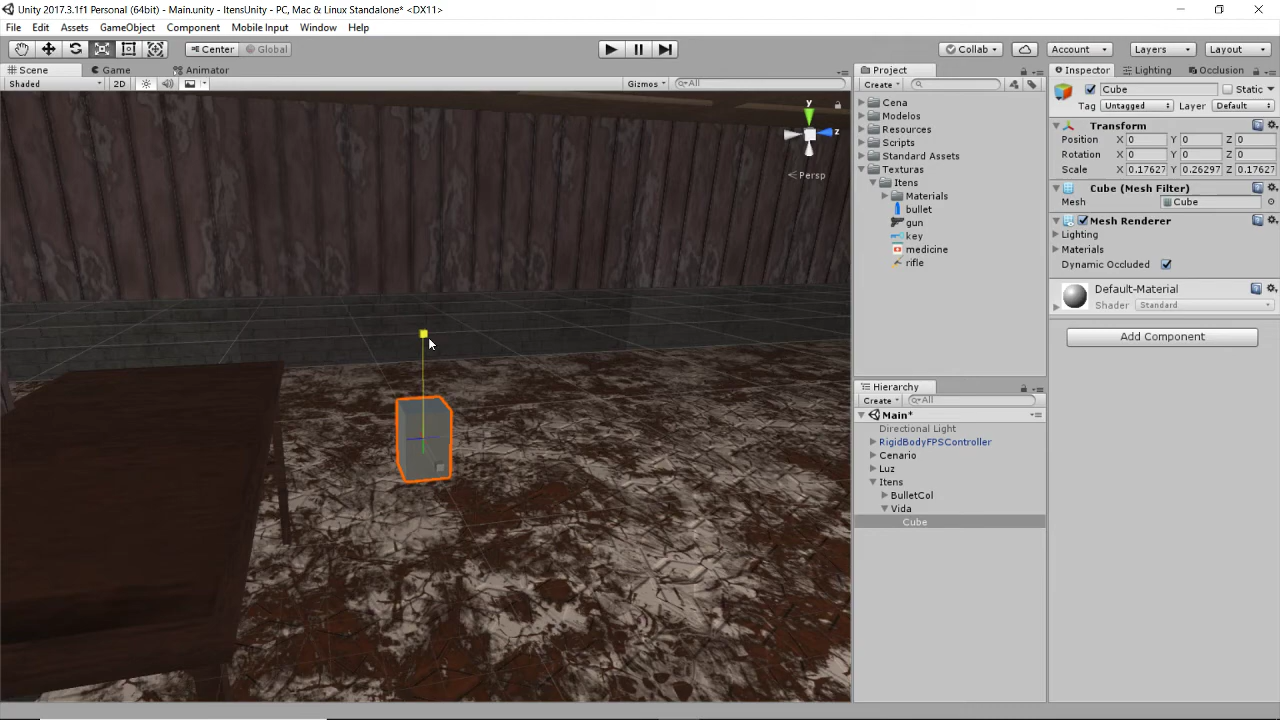 Unity 2017.3.1f1 Personal (64bit) - Main.unity - ItensUnity - PC, Mac & Linux Standalone* <DX11>
File Edit Assets GameObject Component Mobile Input Window Help
Center Global Collab Account Layers Layout
Scene Game Animator
Shaded 2D Gizmos All
y
z
Persp
Project
Create
Cena
Modelos
Resources
Scripts
Standard Assets
Texturas
Itens
Materials
bullet
gun
key
medicine
rifle
Hierarchy
Create All
Main*
Directional Light
RigidBodyFPSController
Cenario
Luz
Itens
BulletCol
Vida
Cube
Inspector Lighting Occlusion
Cube Static
Tag Untagged Layer Default
Transform
Position X 0 Y 0 Z 0
Rotation X 0 Y 0 Z 0
Scale X 0.17627 Y 0.26297 Z 0.17627
Cube (Mesh Filter)
Mesh Cube
Mesh Renderer
Lighting
Materials
Dynamic Occluded
Default-Material
Shader Standard
Add Component